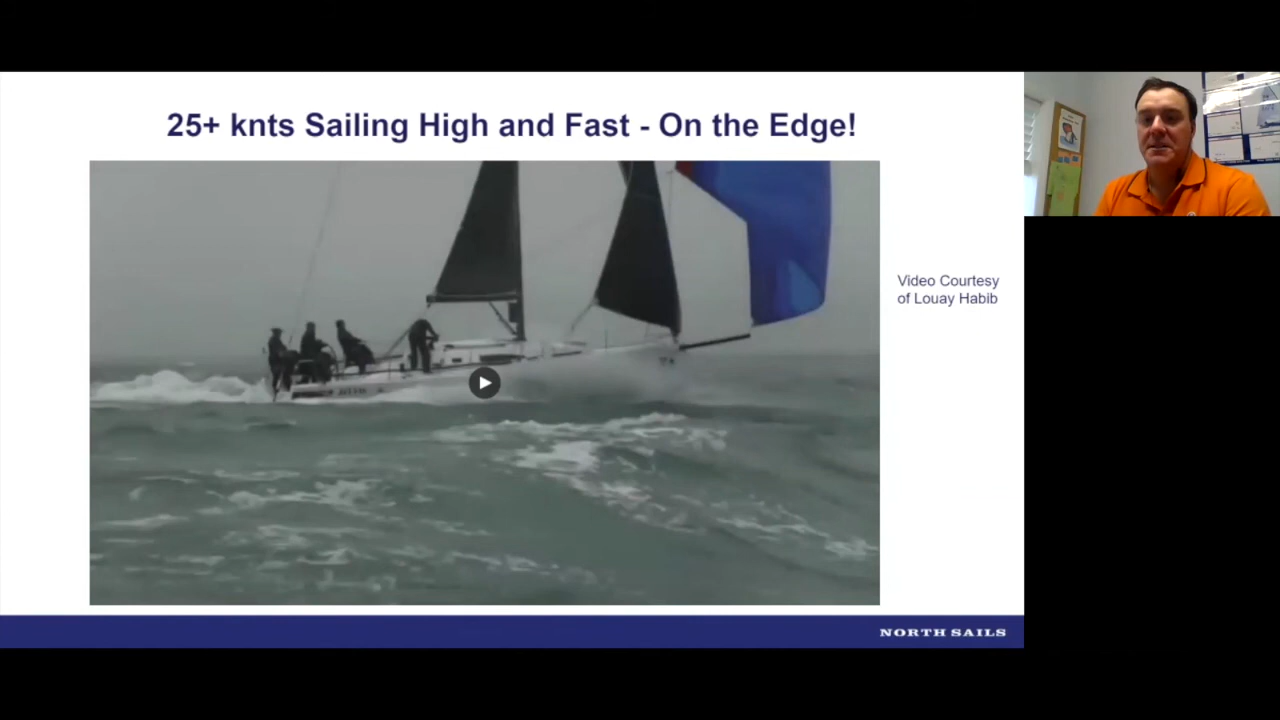 25+ knts Sailing High and Fast - On the Edge!
Video Courtesy
of Louay Habib
NORTH SAILS